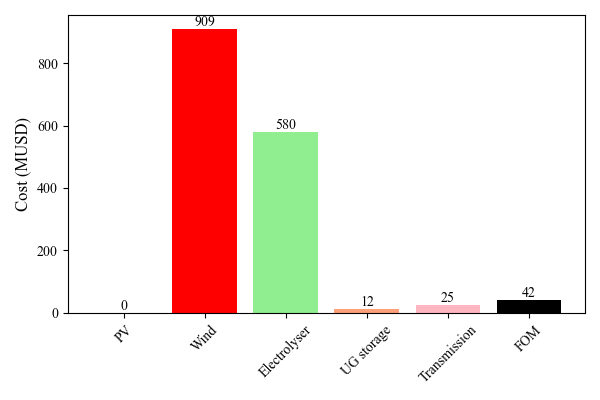 Cost (MUSD)
800
600
400
200
0
0
909
580
12
25
42
PV
Wind
Electrolyser
UG storage
Transmission
FOM